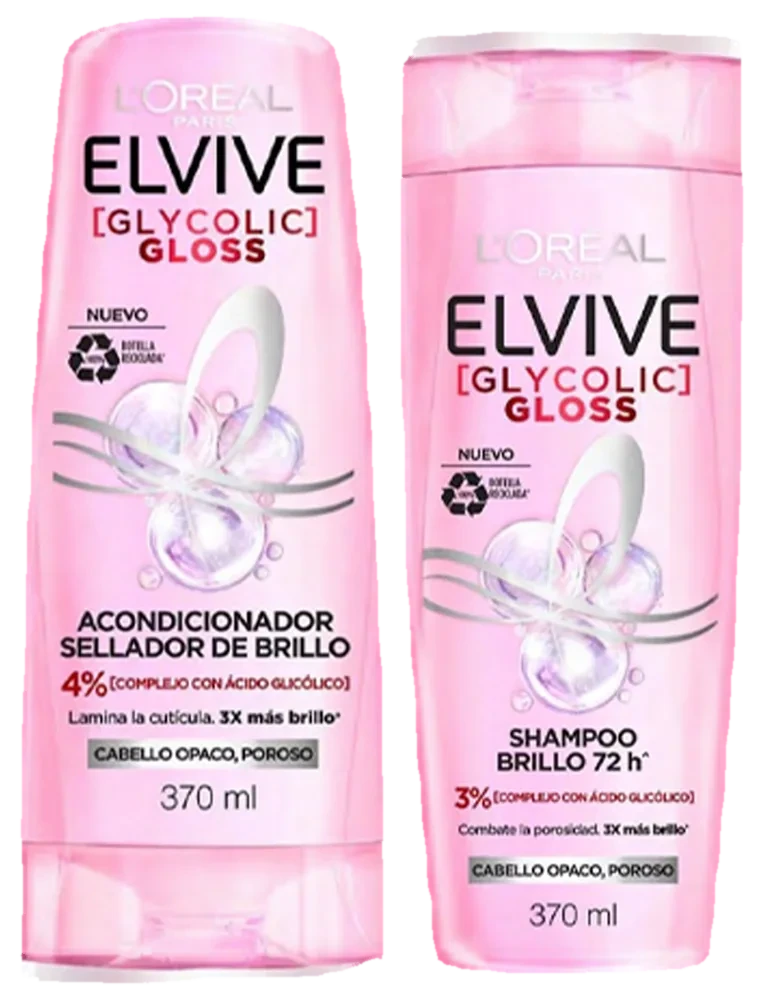 L'ORÉAL
PARIS
ELVIVE
[GLYCOLIC]
GLOSS
NUEVO
100%
BOTELLA
RECICLADA*
ACONDICIONADOR
SELLADOR DE BRILLO
4% [COMPLEJO CON ÁCIDO GLICÓLICO]
Lamina la cutícula. 3X más brillo*
CABELLO OPACO, POROSO
370 ml
L'ORÉAL
PARIS
ELVIVE
[GLYCOLIC]
GLOSS
NUEVO
100%
BOTELLA
RECICLADA*
SHAMPOO
BRILLO 72 h^
3% [COMPLEJO CON ÁCIDO GLICÓLICO]
Combate la porosidad. 3X más brillo*
CABELLO OPACO, POROSO
370 ml